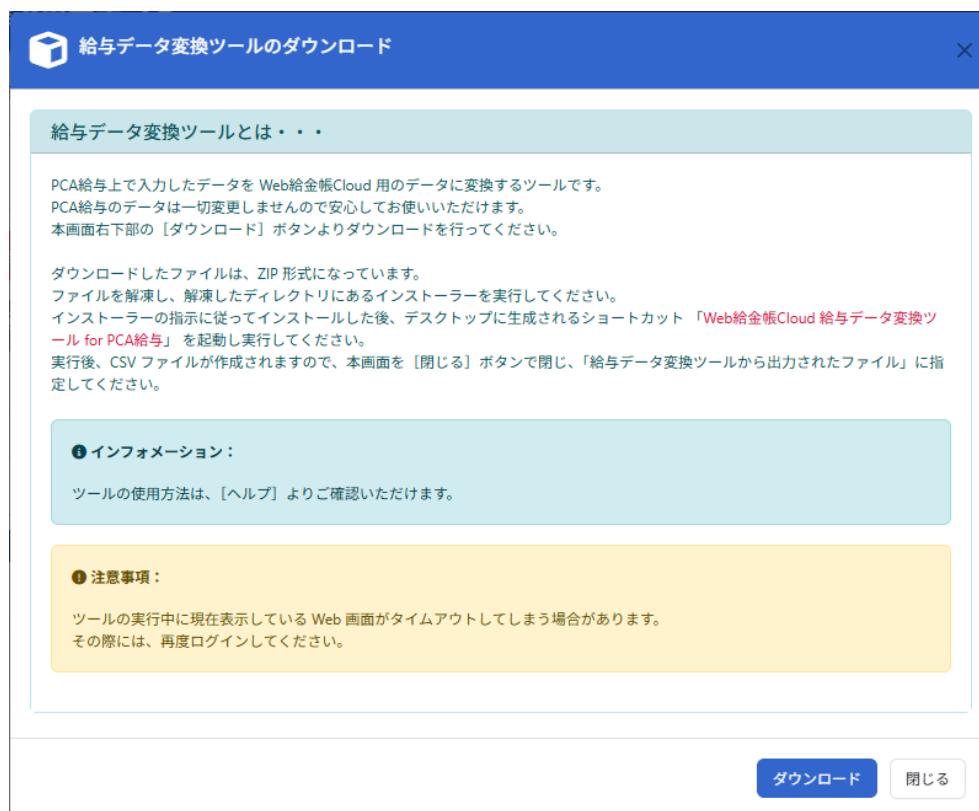 給与データ変換ツールのダウンロード
給与データ変換ツールとは・・・
PCA給与上で入力したデータを Web給金帳Cloud 用のデータに変換するツールです。
PCA給与のデータは一切変更しませんので安心してお使いいただけます。
本画面右下部の［ダウンロード］ボタンよりダウンロードを行ってください。
ダウンロードしたファイルは、ZIP 形式になっています。
ファイルを解凍し、解凍したディレクトリにあるインストーラーを実行してください。
インストーラーの指示に従ってインストールした後、デスクトップに生成されるショートカット 「Web給金帳Cloud 給与データ変換ツ
ール for PCA給与」 を起動し実行してください。
実行後、CSV ファイルが作成されますので、本画面を［閉じる］ボタンで閉じ、「給与データ変換ツールから出力されたファイル」に指
定してください。
インフォメーション：
ツールの使用方法は、［ヘルプ］よりご確認いただけます。
注意事項：
ツールの実行中に現在表示している Web 画面がタイムアウトしてしまう場合があります。
その際には、再度ログインしてください。
ダウンロード
閉じる